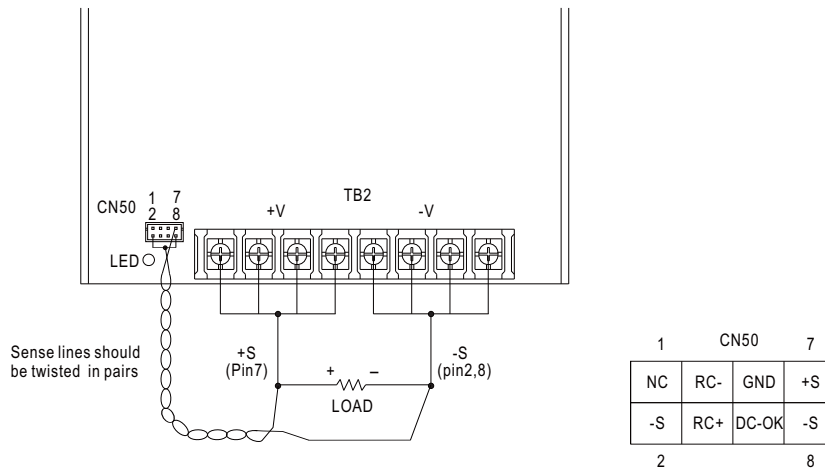 CN50
1 7
2 8
TB2
+V
-V
LED
Sense lines should
be twisted in pairs
+S
(Pin7)
+ –
LOAD
-S
(pin2,8)
1 CN50 7
NC RC- GND +S
-S RC+ DC-OK -S
2 8